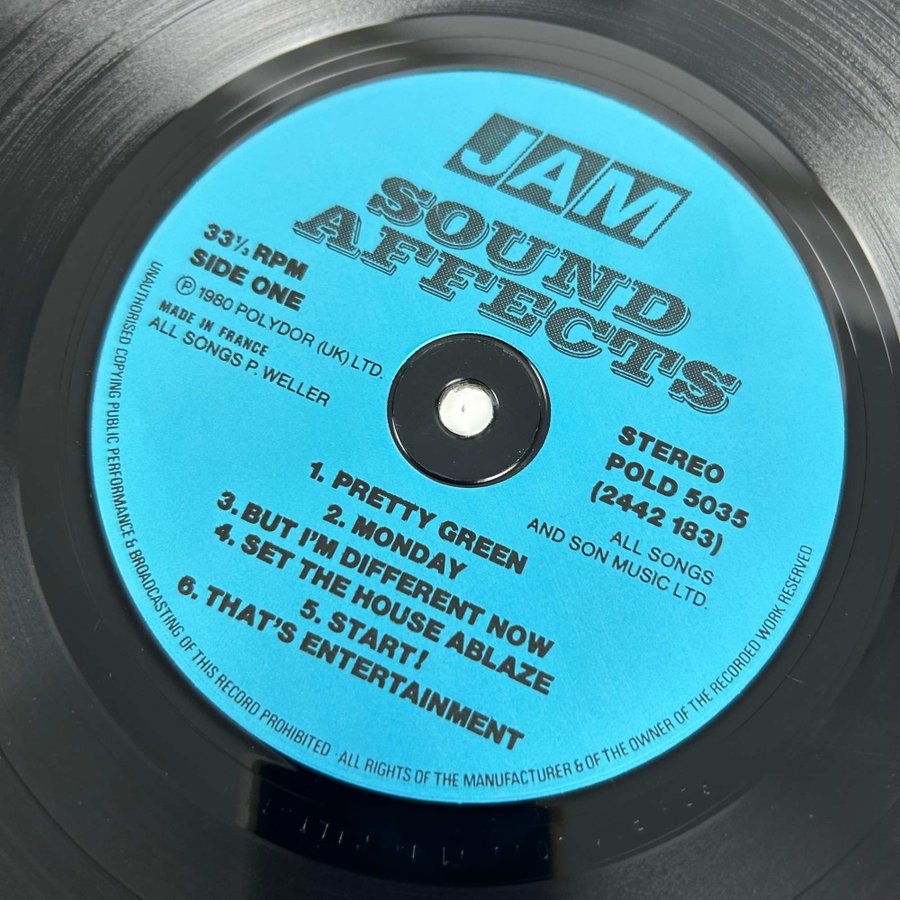 JAM
SOUND
AFFECTS
33⅓ RPM
SIDE ONE
Ⓟ 1980 POLYDOR (UK) LTD.
MADE IN FRANCE
ALL SONGS P. WELLER
STEREO
POLD 5035
(2442 183)
ALL SONGS
AND SON MUSIC LTD.
1. PRETTY GREEN
2. MONDAY
3. BUT I'M DIFFERENT NOW
4. SET THE HOUSE ABLAZE
5. START!
6. THAT'S ENTERTAINMENT
UNAUTHORISED COPYING PUBLIC PERFORMANCE & BROADCASTING OF THIS RECORD PROHIBITED · ALL RIGHTS OF THE MANUFACTURER & OF THE OWNER OF THE RECORDED WORK RESERVED